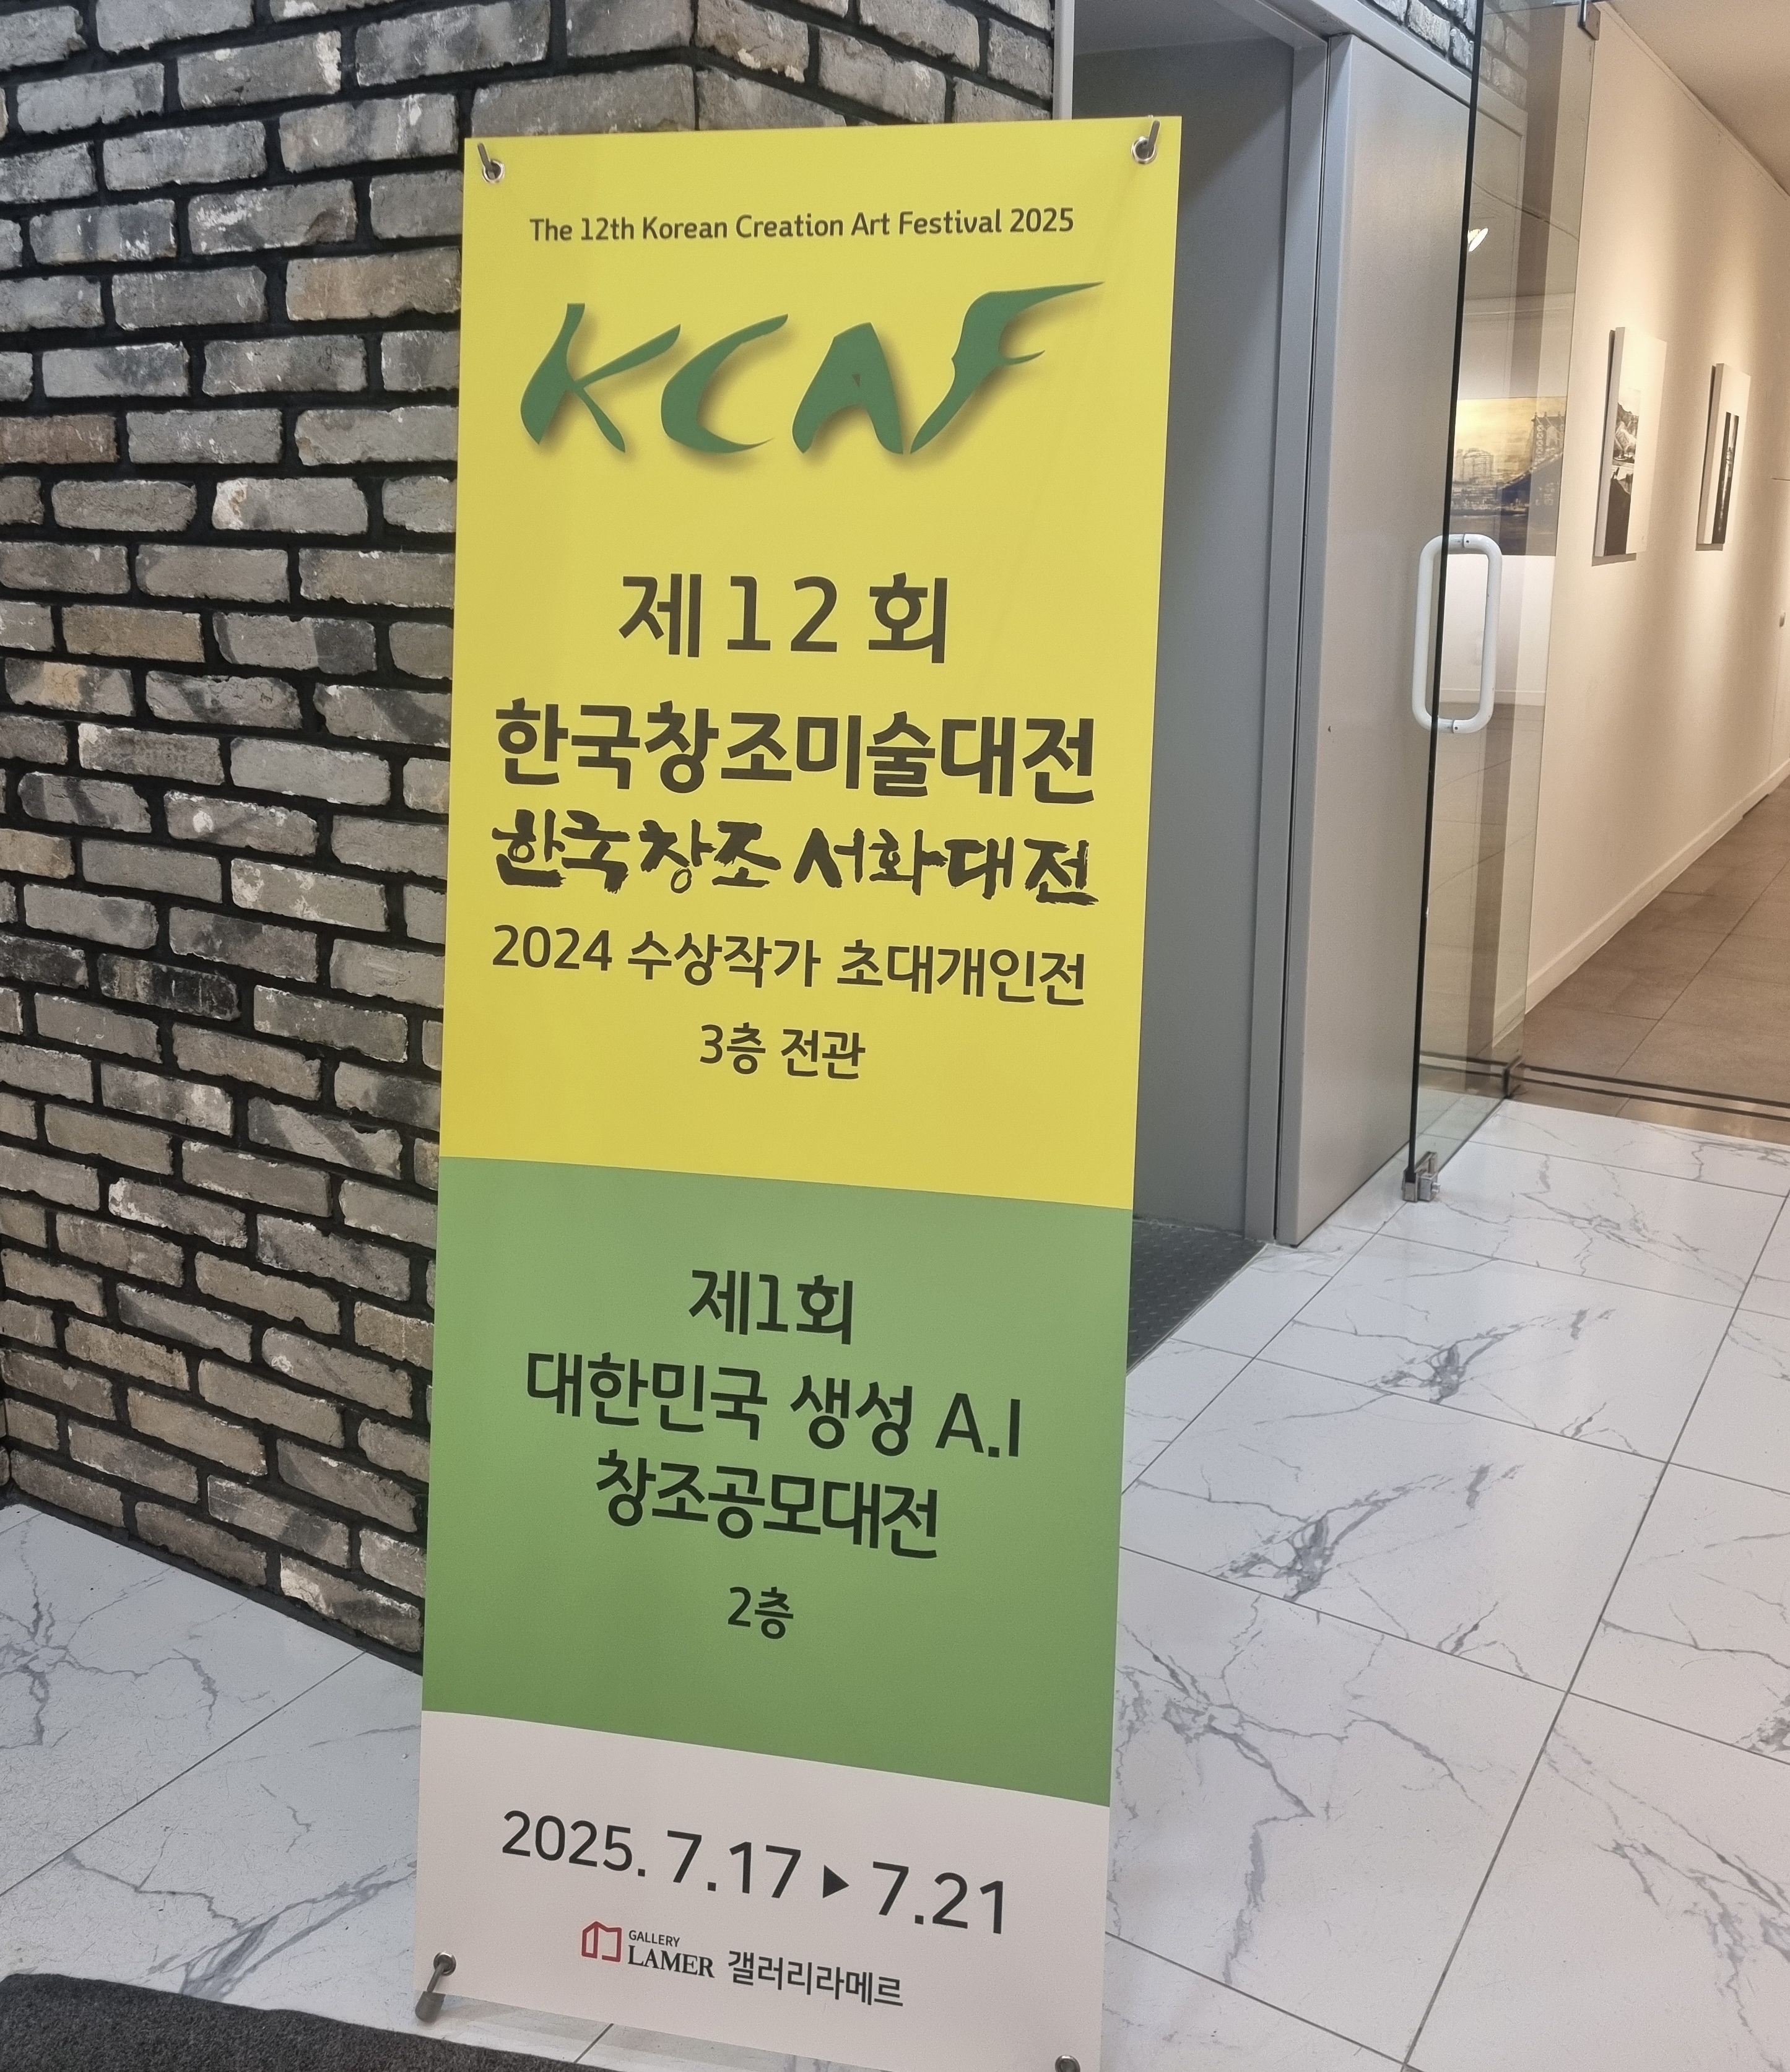 The 12th Korean Creation Art Festival 2025
KCAF
제12회
한국창조미술대전
한국창조서화대전
2024 수상작가 초대개인전
3층 전관
제1회
대한민국 생성 A.I
창조공모대전
2층
2025. 7.17 ▶ 7.21
GALLERY
LAMER 갤러리라메르